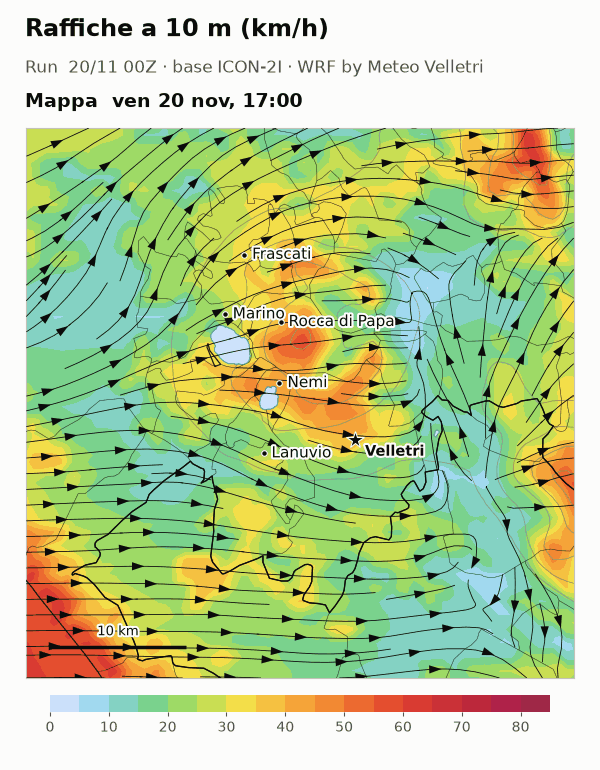 Raffiche a 10 m (km/h)
Run 20/11 00Z · base ICON-2I · WRF by Meteo Velletri
Mappa ven 20 nov, 17:00
Frascati
Marino
Rocca di Papa
Nemi
Velletri
Lanuvio
10 km
0 10 20 30 40 50 60 70 80